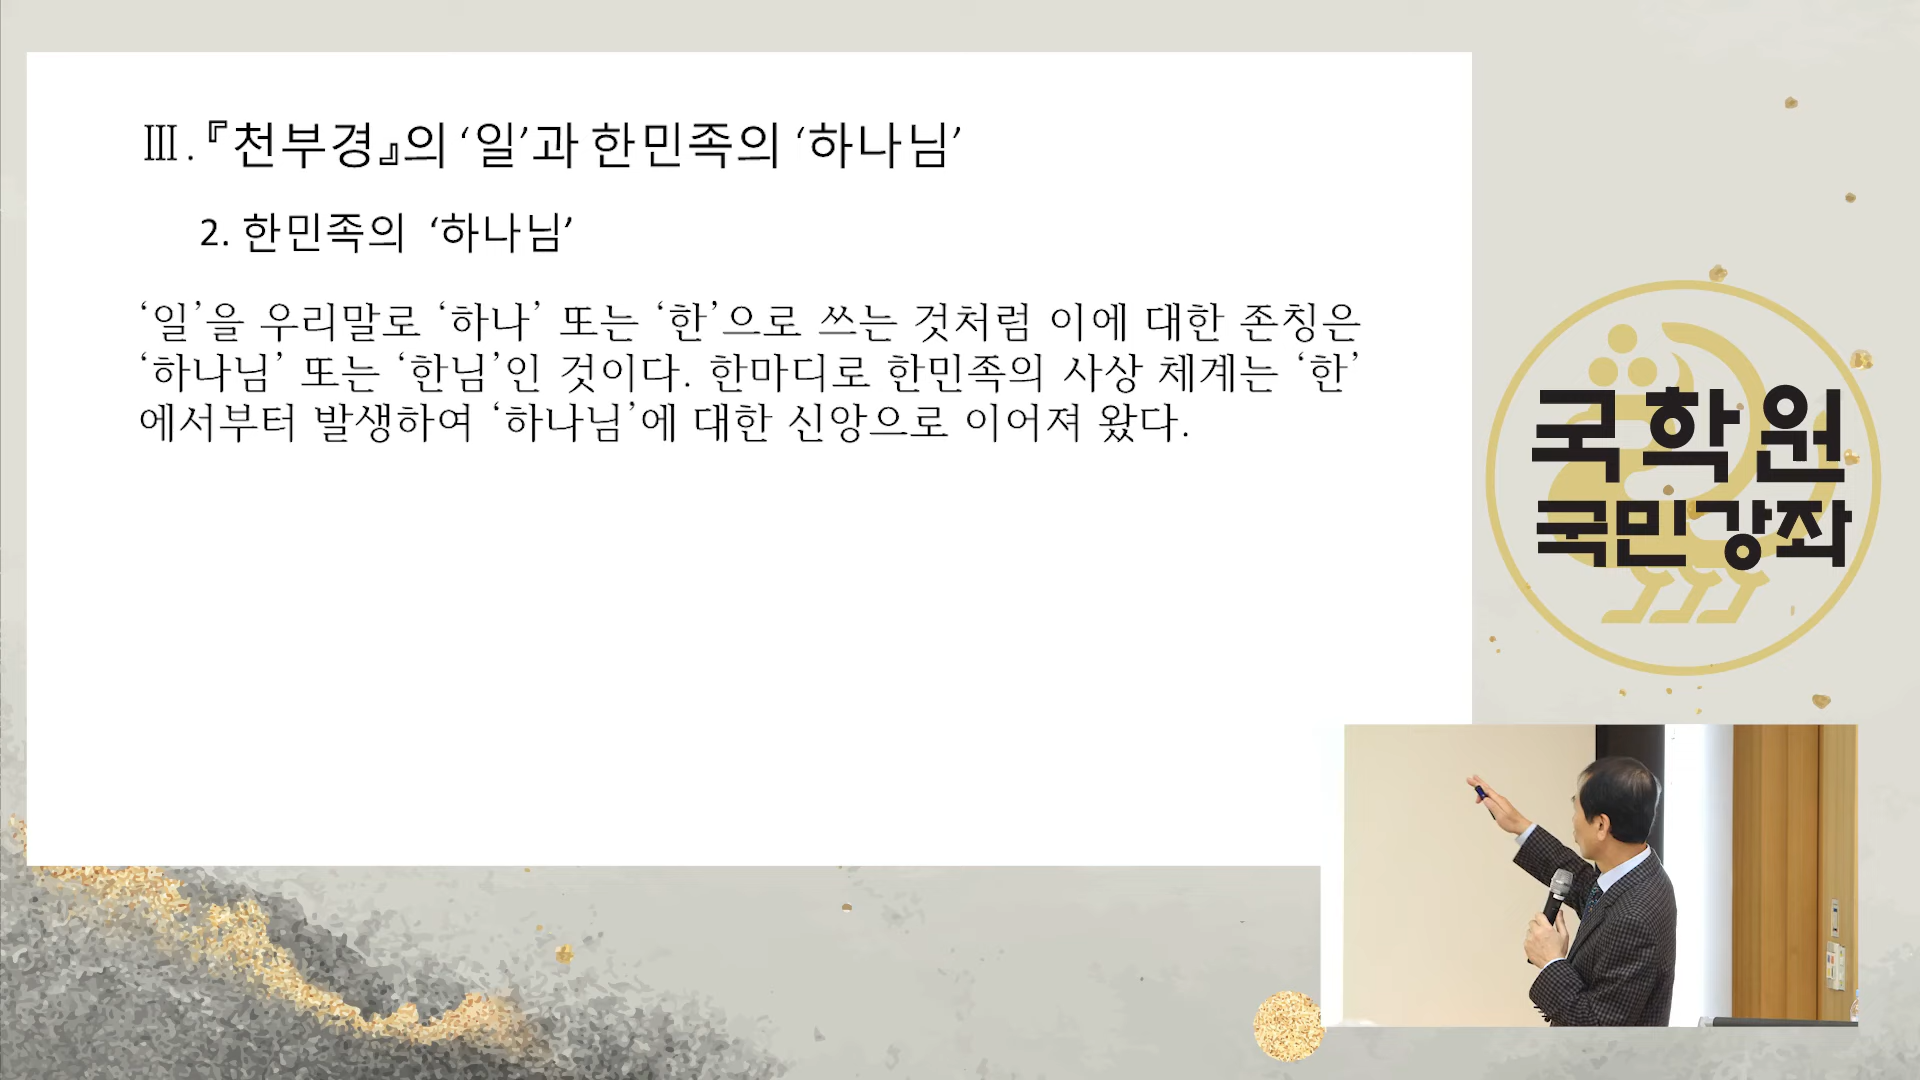 Ⅲ. 『천부경』의 ‘일’과 한민족의 ‘하나님’
2. 한민족의 ‘하나님’
‘일’을 우리말로 ‘하나’ 또는 ‘한’으로 쓰는 것처럼 이에 대한 존칭은
‘하나님’ 또는 ‘한님’인 것이다. 한마디로 한민족의 사상 체계는 ‘한’
에서부터 발생하여 ‘하나님’에 대한 신앙으로 이어져 왔다.
국학원
국민강좌